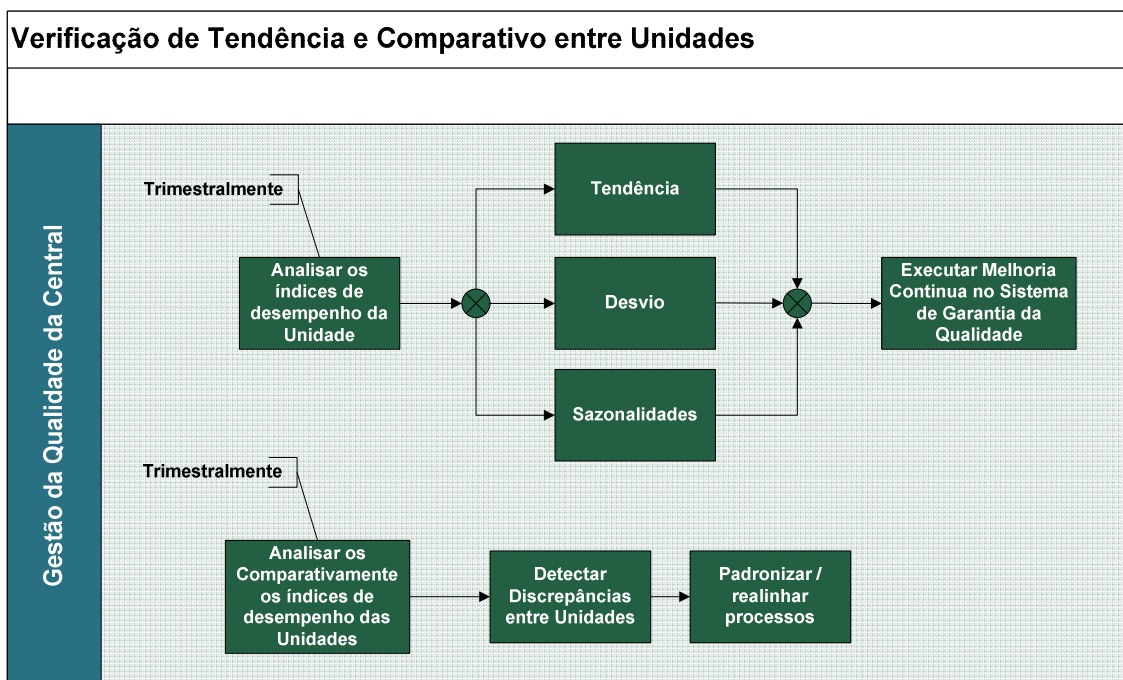 Verificação de Tendência e Comparativo entre Unidades
Gestão da Qualidade da Central
Trimestralmente
Analisar os
índices de
desempenho da
Unidade
Tendência
Desvio
Sazonalidades
Executar Melhoria
Continua no Sistema
de Garantia da
Qualidade
Trimestralmente
Analisar os
Comparativamente
os índices de
desempenho das
Unidades
Detectar
Discrepâncias
entre Unidades
Padronizar /
realinhar
processos